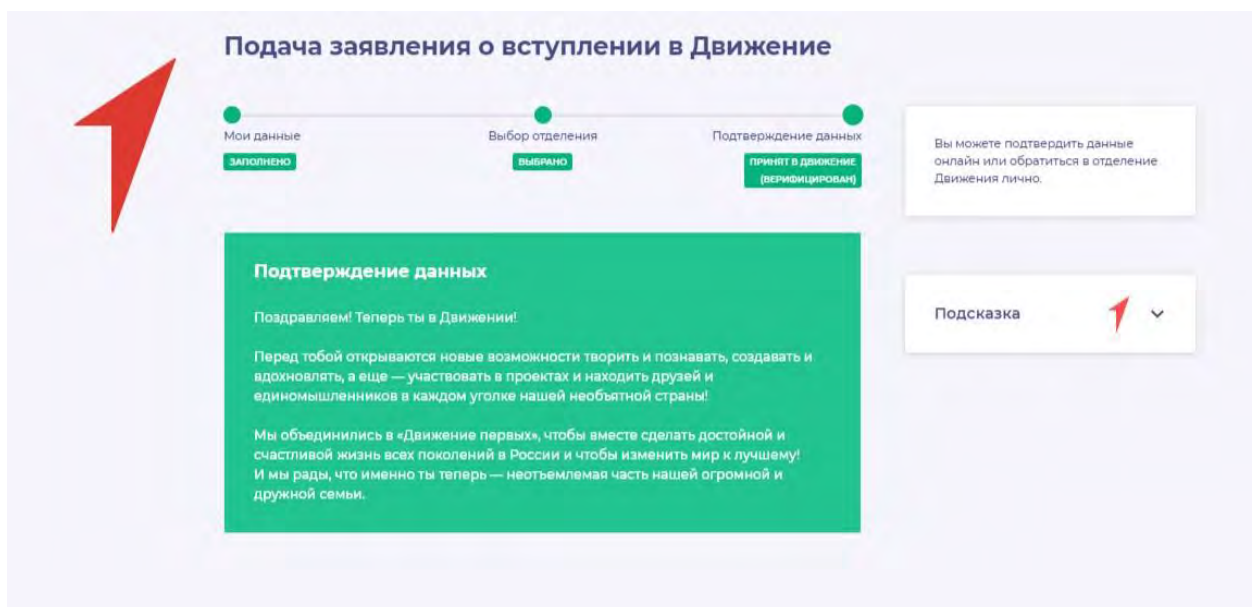 Подача заявления о вступлении в Движение
Мои данные
ЗАПОЛНЕНО
Выбор отделения
ВЫБРАНО
Подтверждение данных
ПРИНЯТ В ДВИЖЕНИЕ
(ВЕРИФИЦИРОВАН)
Вы можете подтвердить данные
онлайн или обратиться в отделение
Движения лично.
Подтверждение данных
Поздравляем! Теперь ты в Движении!
Перед тобой открываются новые возможности творить и познавать, создавать и
вдохновлять, а еще — участвовать в проектах и находить друзей и
единомышленников в каждом уголке нашей необъятной страны!
Мы объединились в «Движение первых», чтобы вместе сделать достойной и
счастливой жизнь всех поколений в России и чтобы изменить мир к лучшему!
И мы рады, что именно ты теперь — неотъемлемая часть нашей огромной и
дружной семьи.
Подсказка